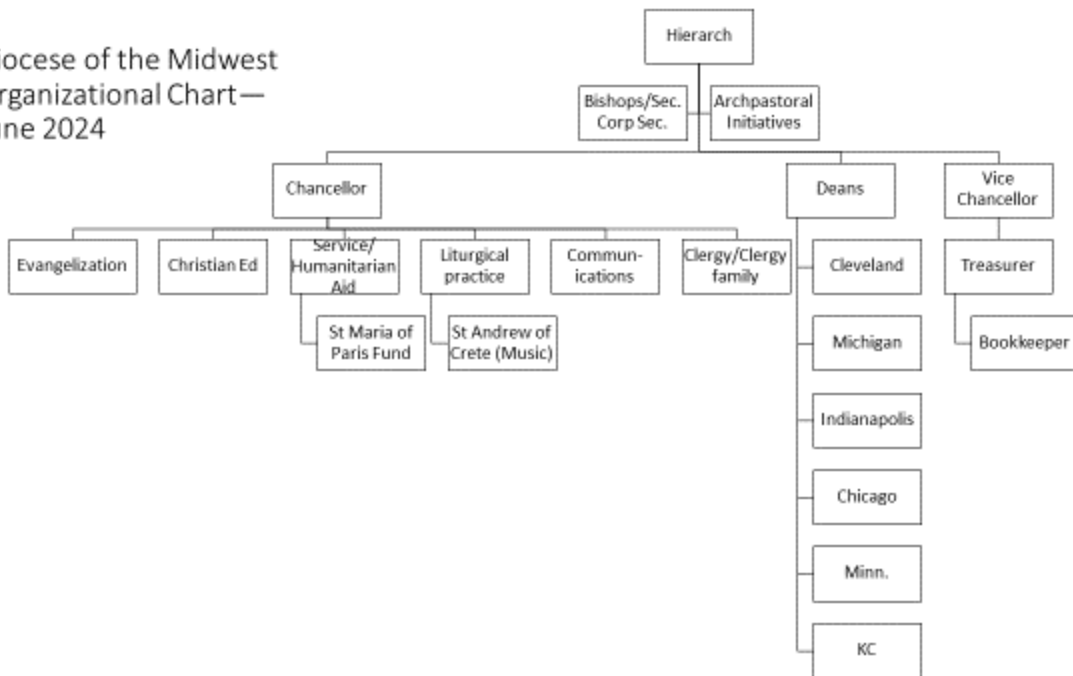 iocese of the Midwest
rganizational Chart—
une 2024
Hierarch
Bishops/Sec.
Corp Sec.
Archpastoral
Initiatives
Chancellor
Deans
Vice
Chancellor
Evangelization
Christian Ed
Service/
Humanitarian
Aid
Liturgical
practice
Commun-
ications
Clergy/Clergy
family
Cleveland
Treasurer
St Maria of
Paris Fund
St Andrew of
Crete (Music)
Michigan
Bookkeeper
Indianapolis
Chicago
Minn.
KC